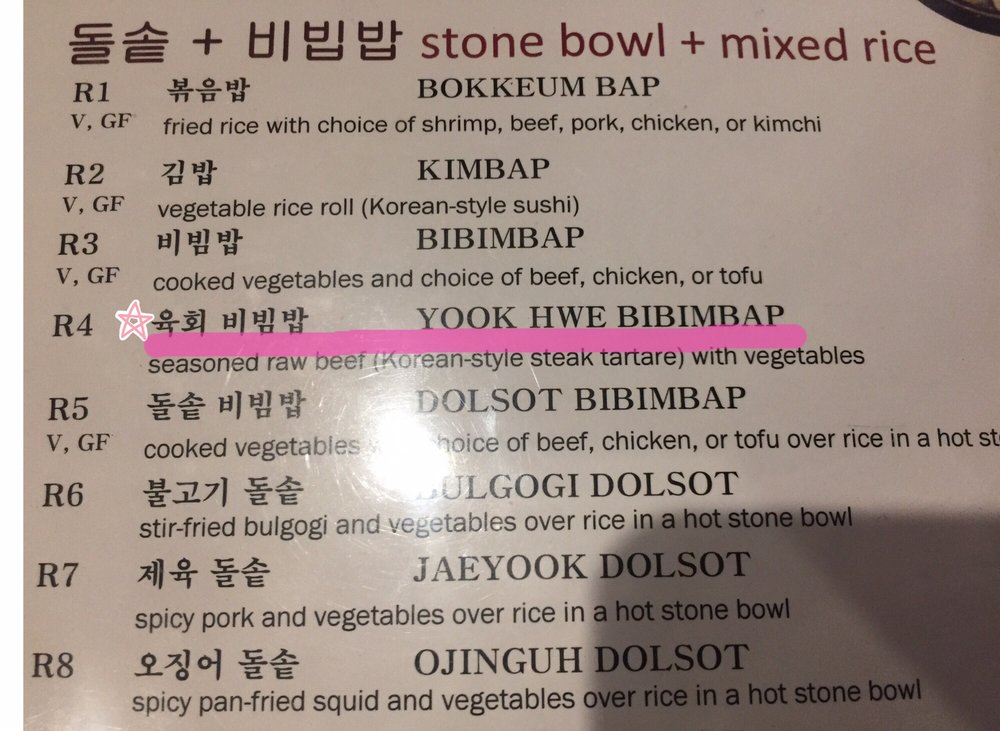 돌솥 + 비빕밥 stone bowl + mixed rice
R1 볶음밥 BOKKEUM BAP
V, GF fried rice with choice of shrimp, beef, pork, chicken, or kimchi
R2 김밥 KIMBAP
V, GF vegetable rice roll (Korean-style sushi)
R3 비빔밥 BIBIMBAP
V, GF cooked vegetables and choice of beef, chicken, or tofu
R4 육회 비빔밥 YOOK HWE BIBIMBAP
seasoned raw beef (Korean-style steak tartare) with vegetables
R5 돌솥 비빔밥 DOLSOT BIBIMBAP
V, GF cooked vegetables choice of beef, chicken, or tofu over rice in a hot
R6 불고기 돌솥 BULGOGI DOLSOT
stir-fried bulgogi and vegetables over rice in a hot stone bowl
R7 제육 돌솥 JAEYOOK DOLSOT
spicy pork and vegetables over rice in a hot stone bowl
R8 오징어 돌솥 OJINGUH DOLSOT
spicy pan-fried squid and vegetables over rice in a hot stone bowl